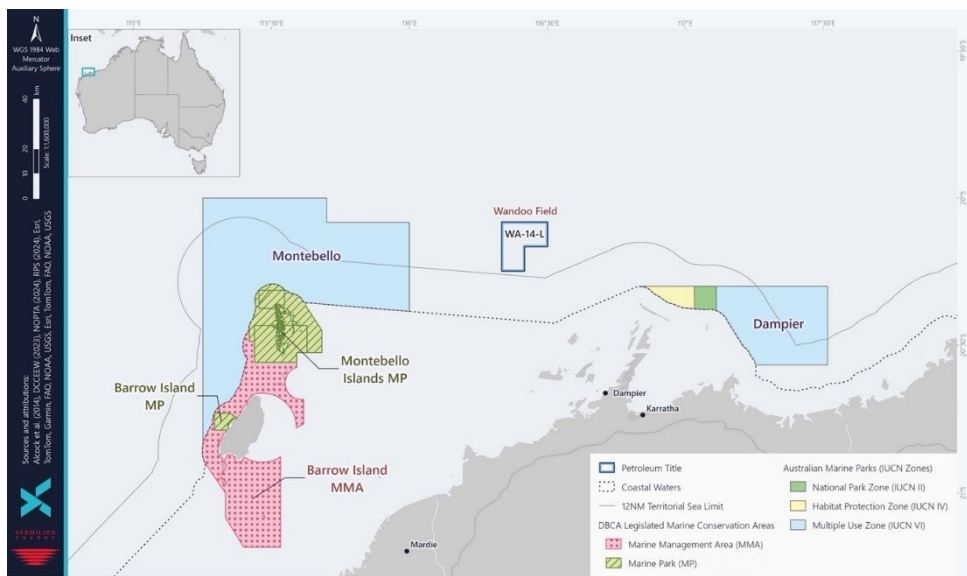 N
WGS 1984 Web
Mercator
Auxiliary Sphere
0 10 20 40
km
Scale: 1:1,600,000
Sources and attributions:
Alcock et al. (2014), DCCEEW (2023), NOPTA (2024), RPS (2024), Esri,
TomTom, Garmin, FAO, NOAA, USGS, Esri, TomTom, FAO, NOAA, USGS
VERMILION
ENERGY
Inset
115°E
115°30'E
116°E
116°30'E
117°E
117°30'E
19°30'S
20°S
20°30'S
21°S
Wandoo Field
WA-14-L
Montebello
Dampier
Montebello
Islands MP
Barrow Island
MP
Barrow Island
MMA
Dampier
Karratha
Mardie
Petroleum Title
Coastal Waters
12NM Territorial Sea Limit
DBCA Legislated Marine Conservation Areas
Marine Management Area (MMA)
Marine Park (MP)
Australian Marine Parks (IUCN Zones)
National Park Zone (IUCN II)
Habitat Protection Zone (IUCN IV)
Multiple Use Zone (IUCN VI)